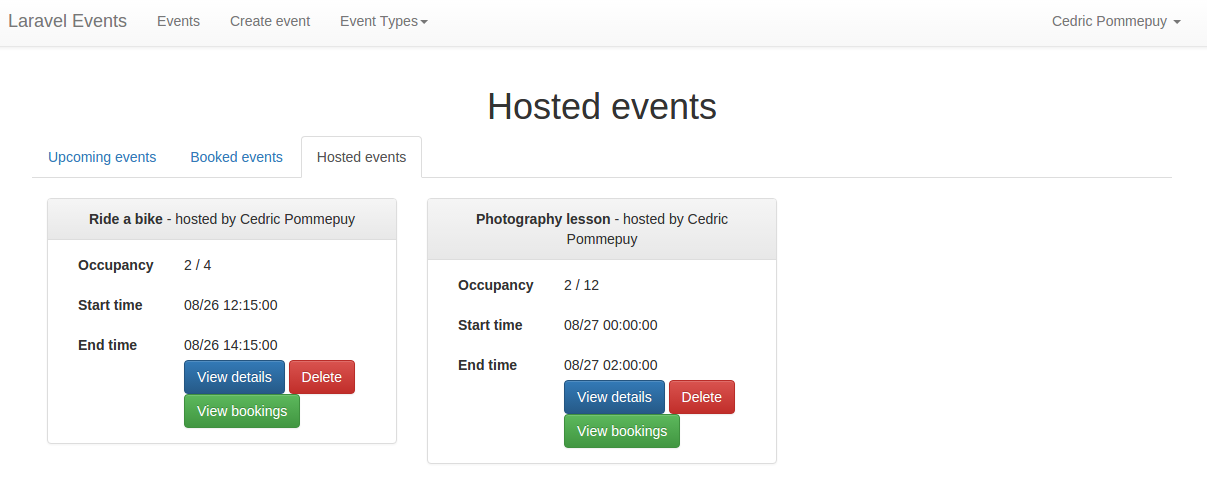 Laravel Events Events Create event Event Types Cedric Pommepuy
Hosted events
Upcoming events Booked events Hosted events
Ride a bike - hosted by Cedric Pommepuy
Occupancy 2 / 4
Start time 08/26 12:15:00
End time 08/26 14:15:00
View details Delete
View bookings
Photography lesson - hosted by Cedric
Pommepuy
Occupancy 2 / 12
Start time 08/27 00:00:00
End time 08/27 02:00:00
View details Delete
View bookings